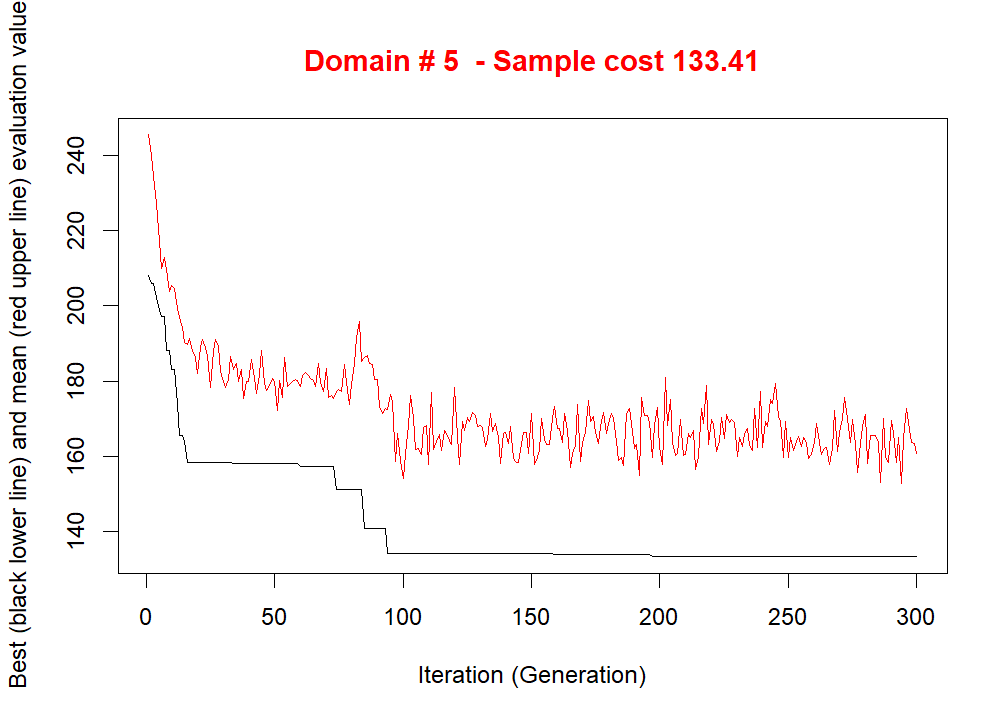 Domain # 5  - Sample cost 133.41
Best (black lower line) and mean (red upper line) evaluation value
240
220
200
180
160
140
0 50 100 150 200 250 300
Iteration (Generation)